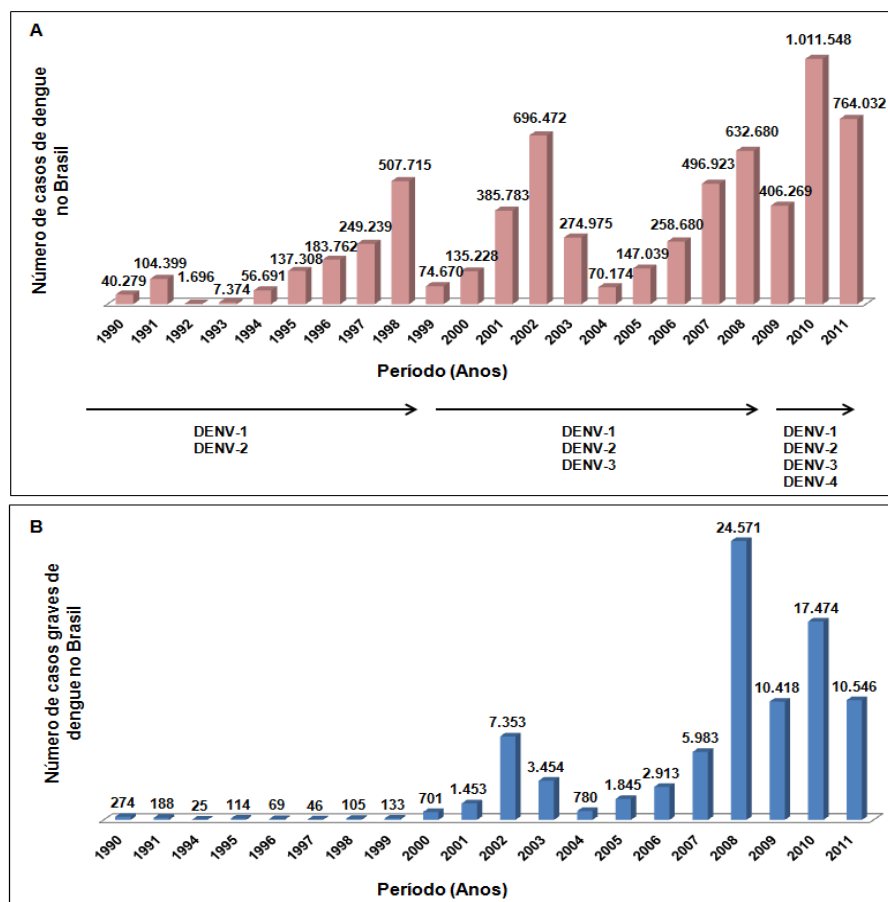 A
Número de casos de dengue
no Brasil
40.279
104.399
1.696
7.374
56.691
137.308
183.762
249.239
507.715
74.670
135.228
385.783
696.472
274.975
70.174
147.039
258.680
496.923
632.680
406.269
1.011.548
764.032
1990 1991 1992 1993 1994 1995 1996 1997 1998 1999 2000 2001 2002 2003 2004 2005 2006 2007 2008 2009 2010 2011
Período (Anos)
DENV-1
DENV-2
DENV-1
DENV-2
DENV-3
DENV-1
DENV-2
DENV-3
DENV-4
B
Número de casos graves de
dengue no Brasil
274
188
25
114
69
46
105
133
701
1.453
7.353
3.454
780
1.845
2.913
5.983
24.571
10.418
17.474
10.546
1990 1991 1994 1995 1996 1997 1998 1999 2000 2001 2002 2003 2004 2005 2006 2007 2008 2009 2010 2011
Período (Anos)